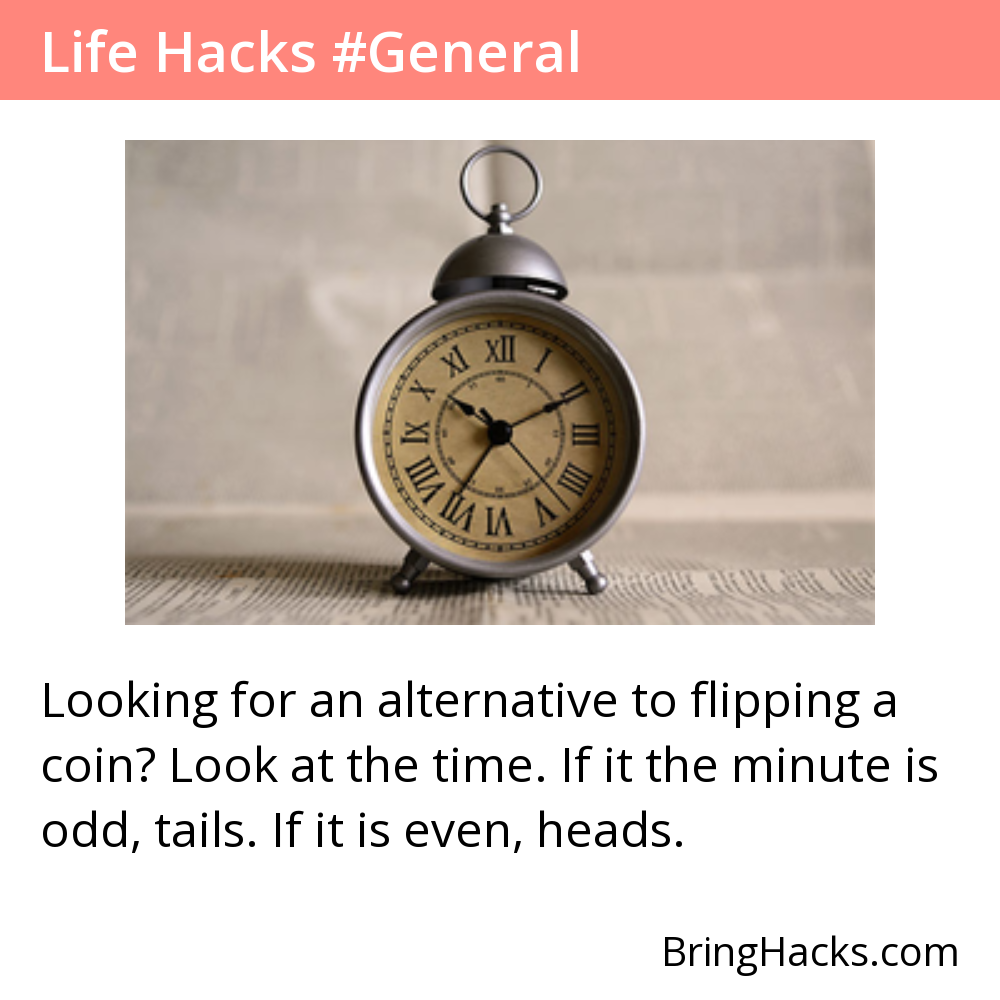 Life Hacks #General
XII
I
II
III
IIII
V
VI
VII
VIII
IX
X
XI
Looking for an alternative to flipping a
coin? Look at the time. If it the minute is
odd, tails. If it is even, heads.
BringHacks.com